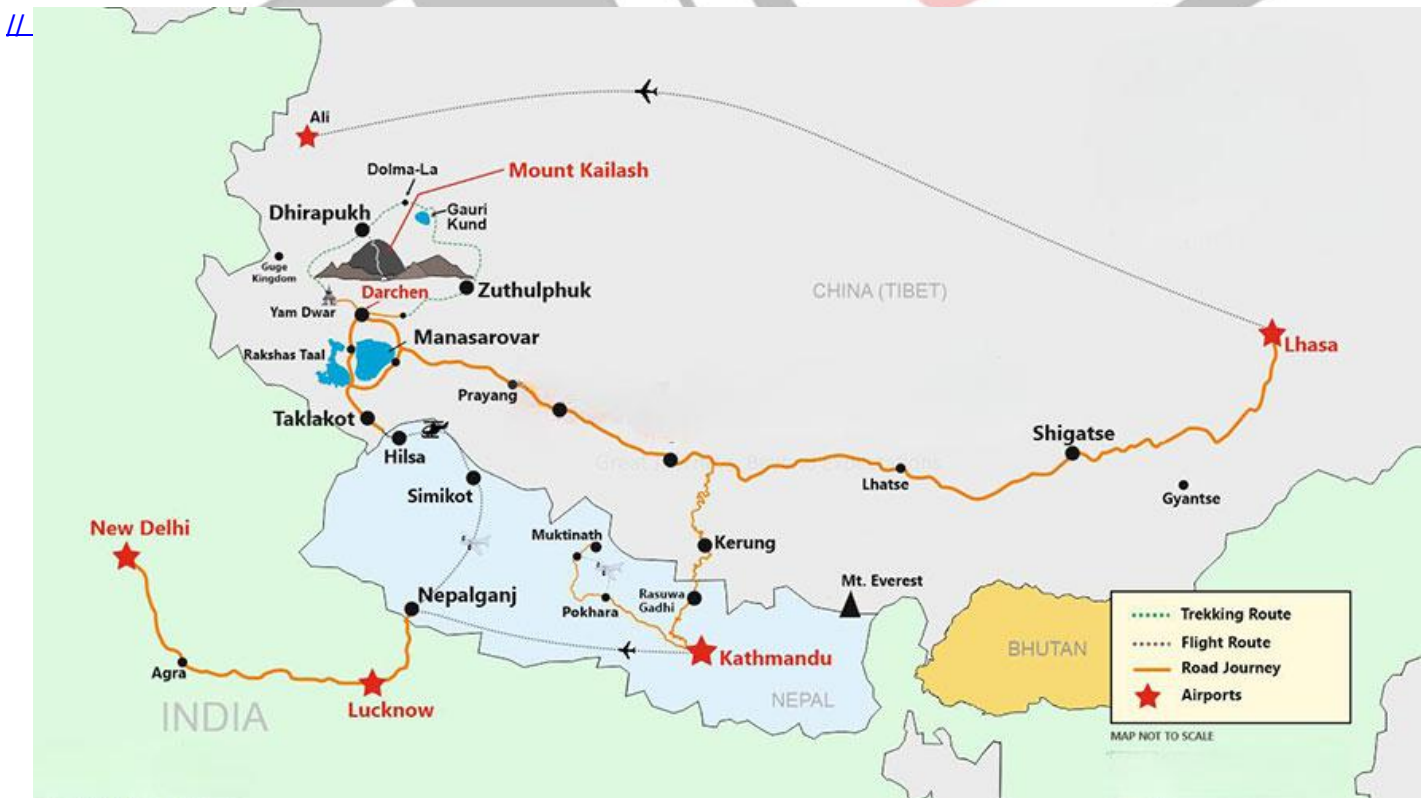 //
Ali
Dolma-La
Mount Kailash
Dhirapukh
Gauri
Kund
Guge
Kingdom
Darchen
Zuthulphuk
CHINA (TIBET)
Yam Dwar
Manasarovar
Lhasa
Rakshas Taal
Prayang
Taklakot
Shigatse
Hilsa
Lhatse
Simikot
Gyantse
New Delhi
Muktinath
Kerung
Mt. Everest
Nepalganj
Rasuwa
Gadhi
Pokhara
Trekking Route
Flight Route
BHUTAN
Kathmandu
Road Journey
Agra
Airports
NEPAL
Lucknow
INDIA
MAP NOT TO SCALE